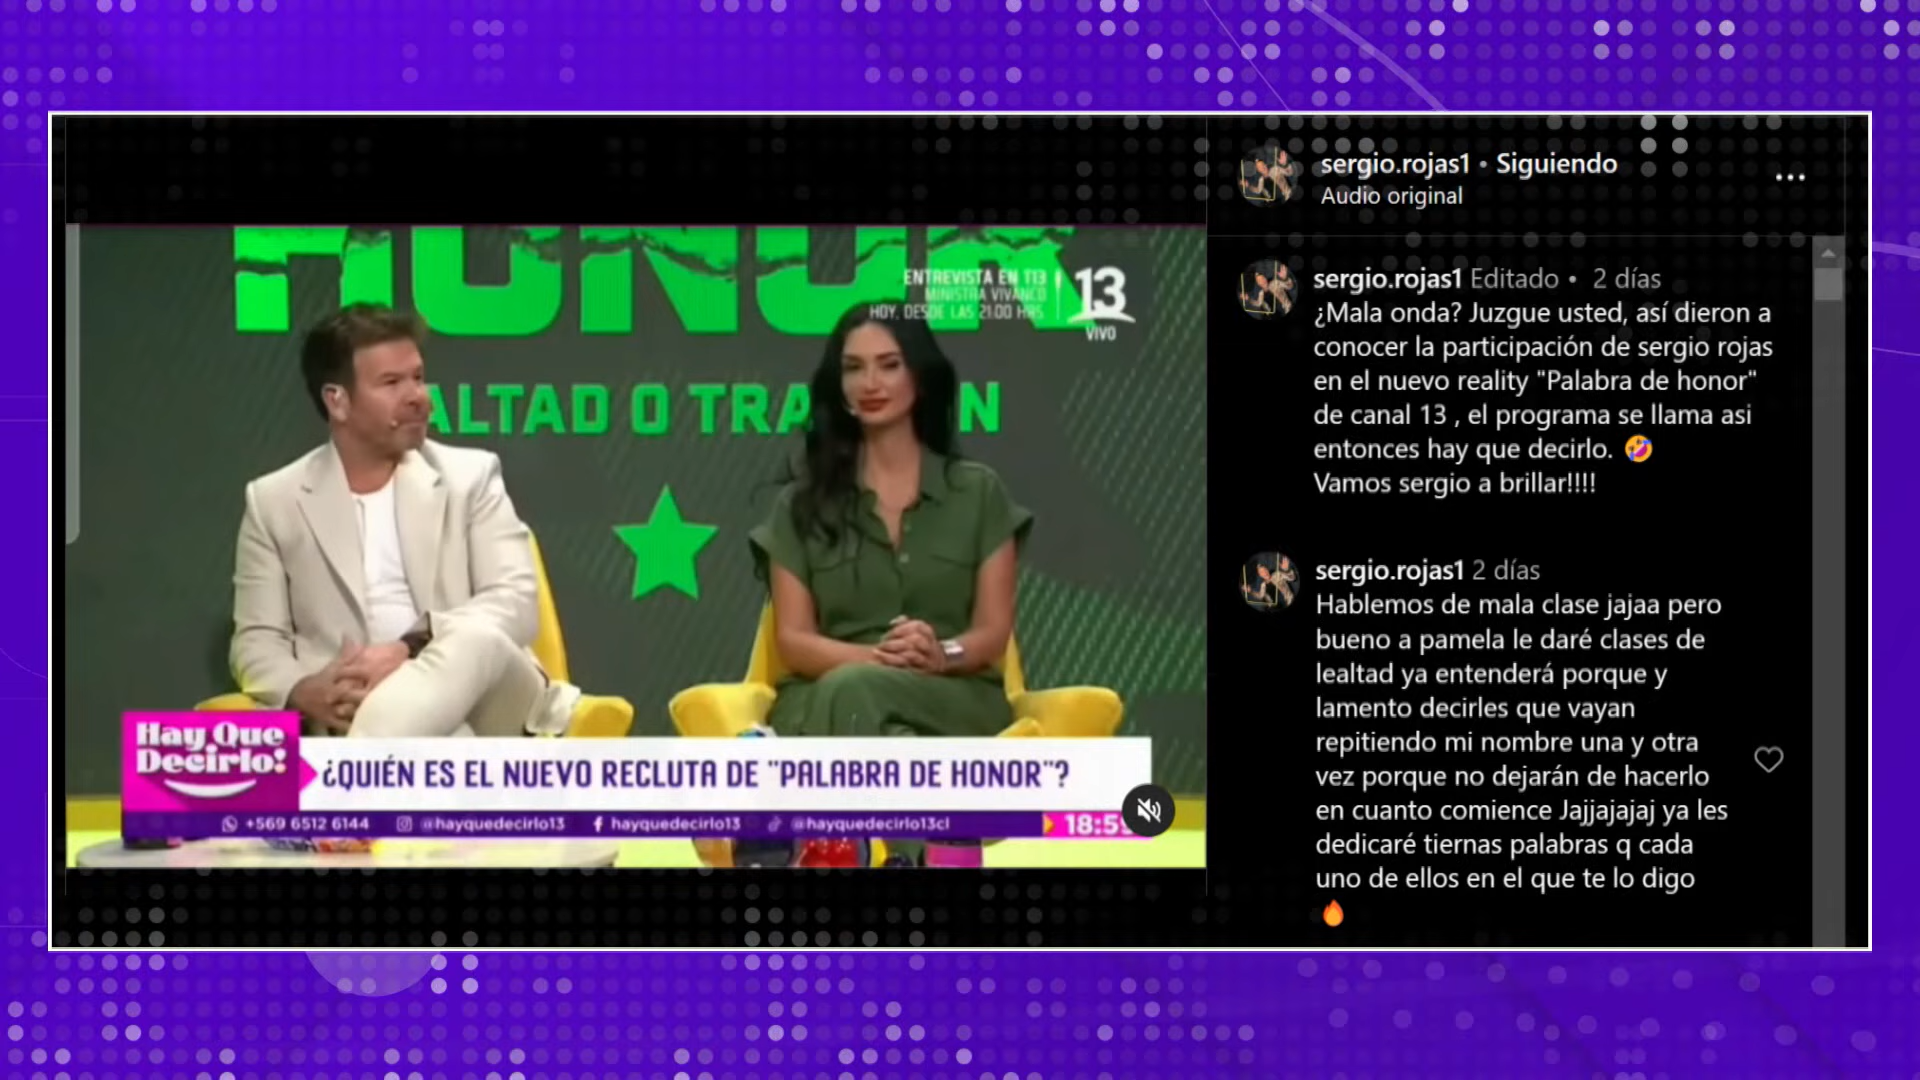 HONOR
ENTREVISTA EN T13
MINISTRA VIVANCO
HOY, DESDE LAS 21.00 HRS
13
VIVO
ALTAD O TRA N
Hay Que
Decirlo!
¿QUIÉN ES EL NUEVO RECLUTA DE "PALABRA DE HONOR"?
+569 6512 6144 @hayquedecirlo13 hayquedecirlo13 @hayquedecirlo13cl 18:59
sergio.rojas1 • Siguiendo
Audio original
sergio.rojas1 Editado • 2 días
¿Mala onda? Juzgue usted, así dieron a
conocer la participación de sergio rojas
en el nuevo reality "Palabra de honor"
de canal 13 , el programa se llama asi
entonces hay que decirlo. 🤣
Vamos sergio a brillar!!!!
sergio.rojas1 2 días
Hablemos de mala clase jajaa pero
bueno a pamela le daré clases de
lealtad ya entenderá porque y
lamento decirles que vayan
repitiendo mi nombre una y otra
vez porque no dejarán de hacerlo
en cuanto comience Jajjajajaj ya les
dedicaré tiernas palabras q cada
uno de ellos en el que te lo digo
🔥